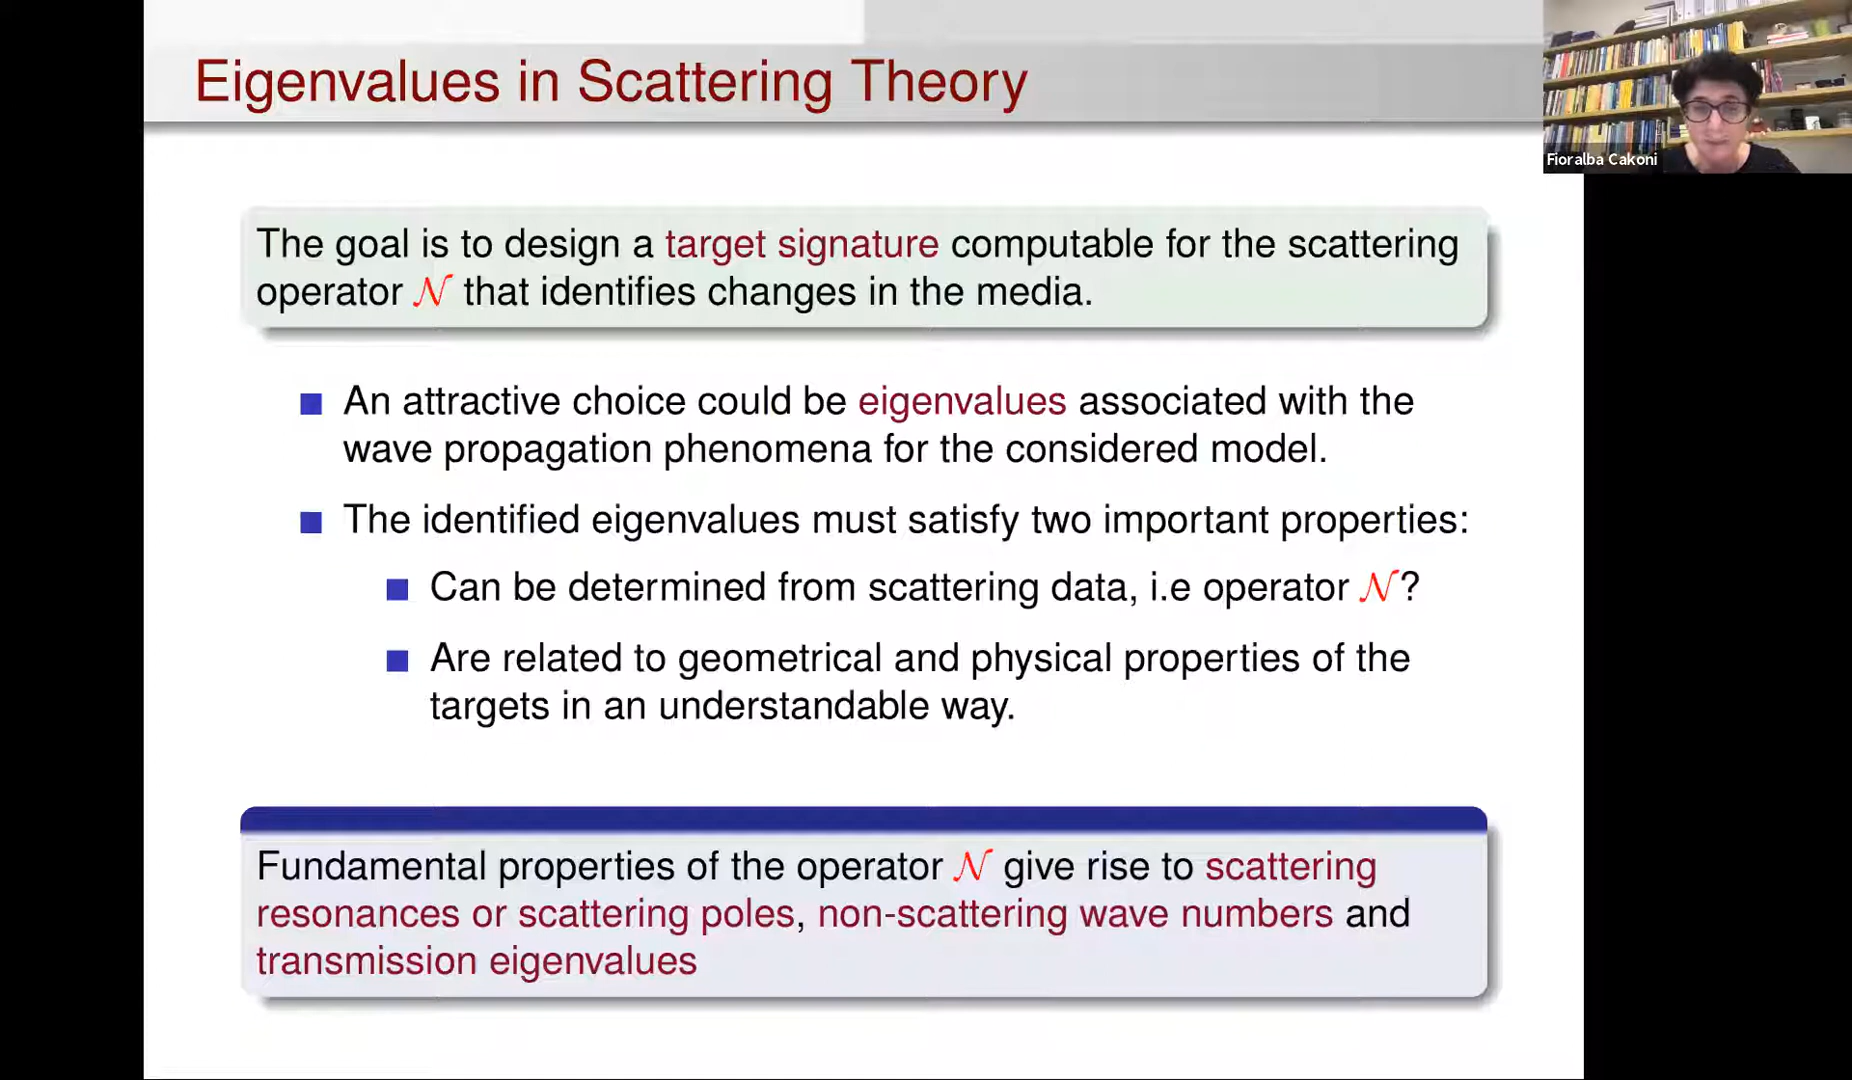 Eigenvalues in Scattering Theory
Fioralba Cakoni
The goal is to design a target signature computable for the scattering
operator 𝒩 that identifies changes in the media.
An attractive choice could be eigenvalues associated with the
wave propagation phenomena for the considered model.
The identified eigenvalues must satisfy two important properties:
Can be determined from scattering data, i.e operator 𝒩?
Are related to geometrical and physical properties of the
targets in an understandable way.
Fundamental properties of the operator 𝒩 give rise to scattering
resonances or scattering poles, non-scattering wave numbers and
transmission eigenvalues